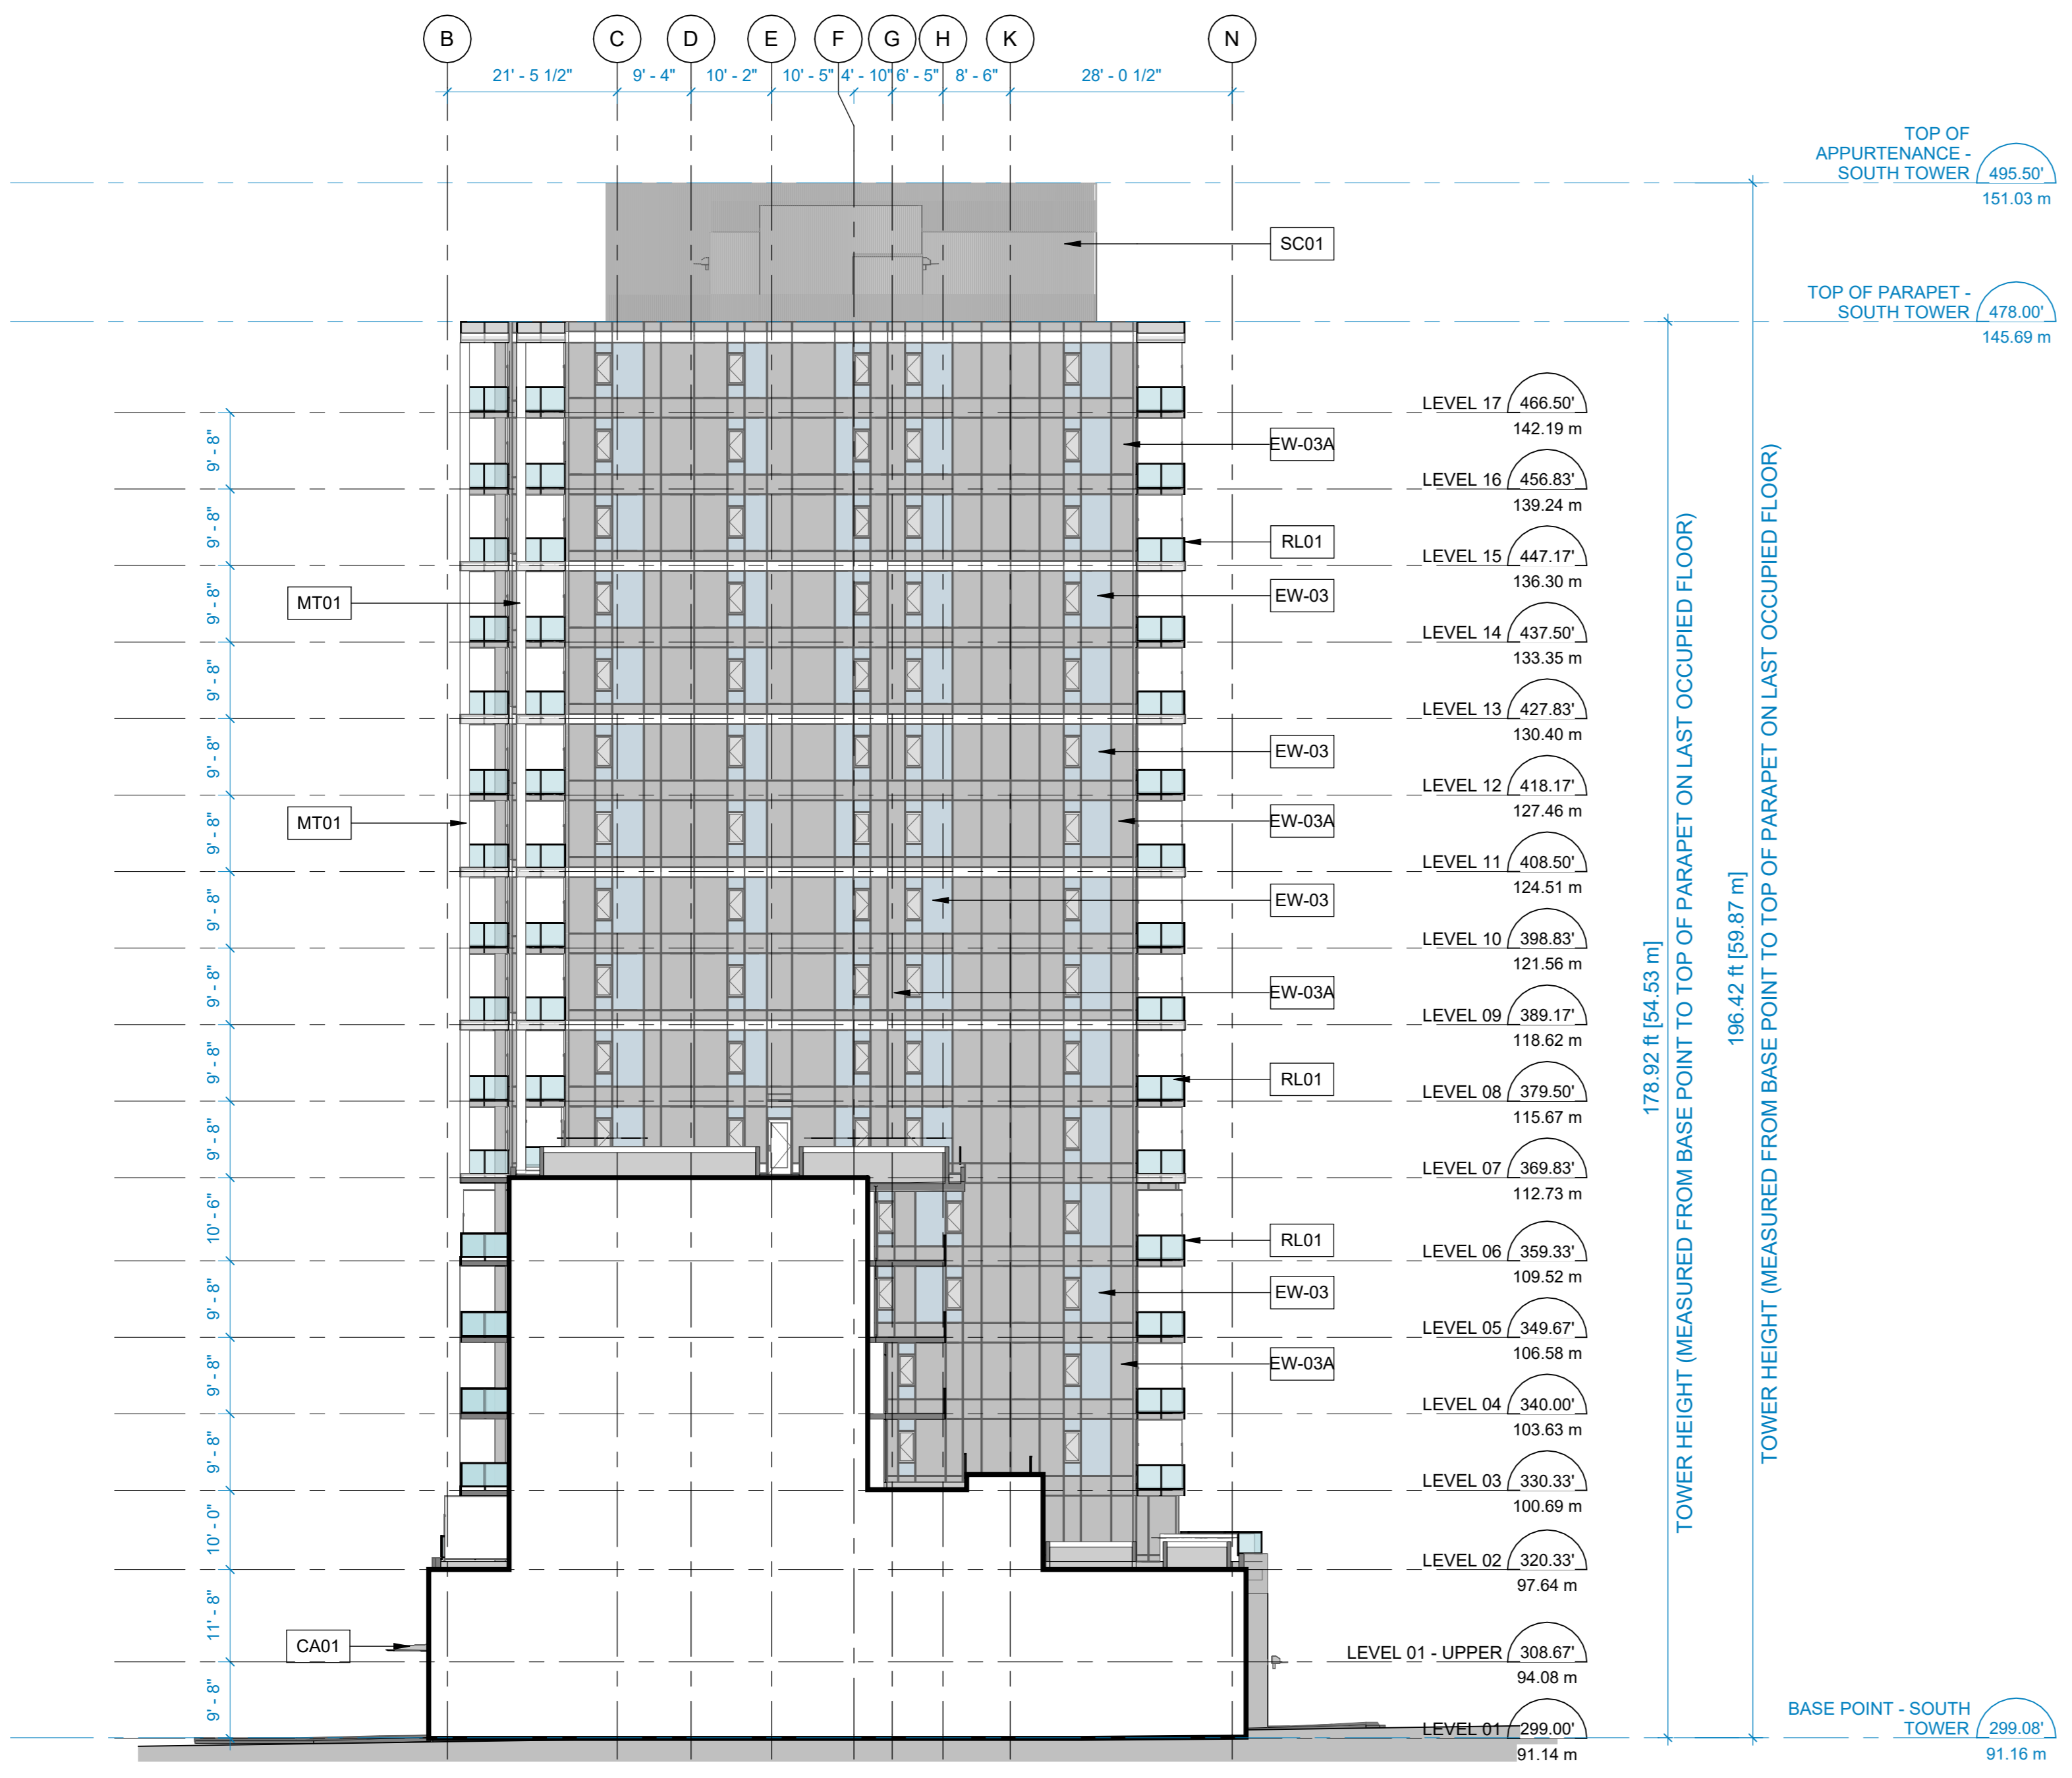 B C D E F G H K N
21' - 5 1/2" 9' - 4" 10' - 2" 10' - 5" 4' - 10" 6' - 5" 8' - 6" 28' - 0 1/2"
TOP OF
APPURTENANCE -
SOUTH TOWER 495.50'
151.03 m
SC01
TOP OF PARAPET -
SOUTH TOWER 478.00'
145.69 m
LEVEL 17 466.50'
142.19 m
9' - 8"
EW-03A
LEVEL 16 456.83'
139.24 m
9' - 8"
RL01
LEVEL 15 447.17'
136.30 m
9' - 8"
MT01
EW-03
LEVEL 14 437.50'
133.35 m
9' - 8"
LEVEL 13 427.83'
130.40 m
9' - 8"
EW-03
LEVEL 12 418.17'
127.46 m
9' - 8"
MT01
EW-03A
LEVEL 11 408.50'
124.51 m
9' - 8"
EW-03
LEVEL 10 398.83'
121.56 m
9' - 8"
EW-03A
LEVEL 09 389.17'
118.62 m
9' - 8"
RL01
LEVEL 08 379.50'
115.67 m
9' - 8"
LEVEL 07 369.83'
112.73 m
10' - 6"
RL01
LEVEL 06 359.33'
109.52 m
9' - 8"
EW-03
LEVEL 05 349.67'
106.58 m
9' - 8"
EW-03A
LEVEL 04 340.00'
103.63 m
9' - 8"
LEVEL 03 330.33'
100.69 m
10' - 0"
LEVEL 02 320.33'
97.64 m
11' - 8"
CA01
LEVEL 01 - UPPER 308.67'
94.08 m
9' - 8"
LEVEL 01 299.00'
91.14 m
BASE POINT - SOUTH
TOWER 299.08'
91.16 m
178.92 ft [54.53 m]
TOWER HEIGHT (MEASURED FROM BASE POINT TO TOP OF PARAPET ON LAST OCCUPIED FLOOR)
196.42 ft [59.87 m]
TOWER HEIGHT (MEASURED FROM BASE POINT TO TOP OF PARAPET ON LAST OCCUPIED FLOOR)